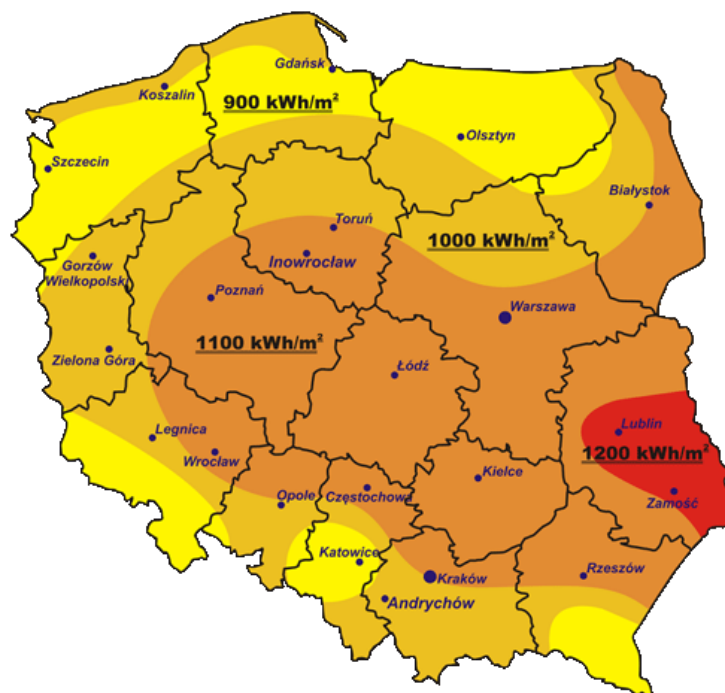 Gdańsk
Koszalin
900 kWh/m²
Olsztyn
Szczecin
Białystok
Toruń
1000 kWh/m²
Inowrocław
Gorzów
Wielkopolsk
Poznań
Warszawa
1100 kWh/m²
Zielona Góra
Łódź
Legnica
Lublin
1200 kWh/m²
Wrocław
Kielce
Opole
Częstochowa
Zamość
Katowice
Kraków
Rzeszów
Andrychów